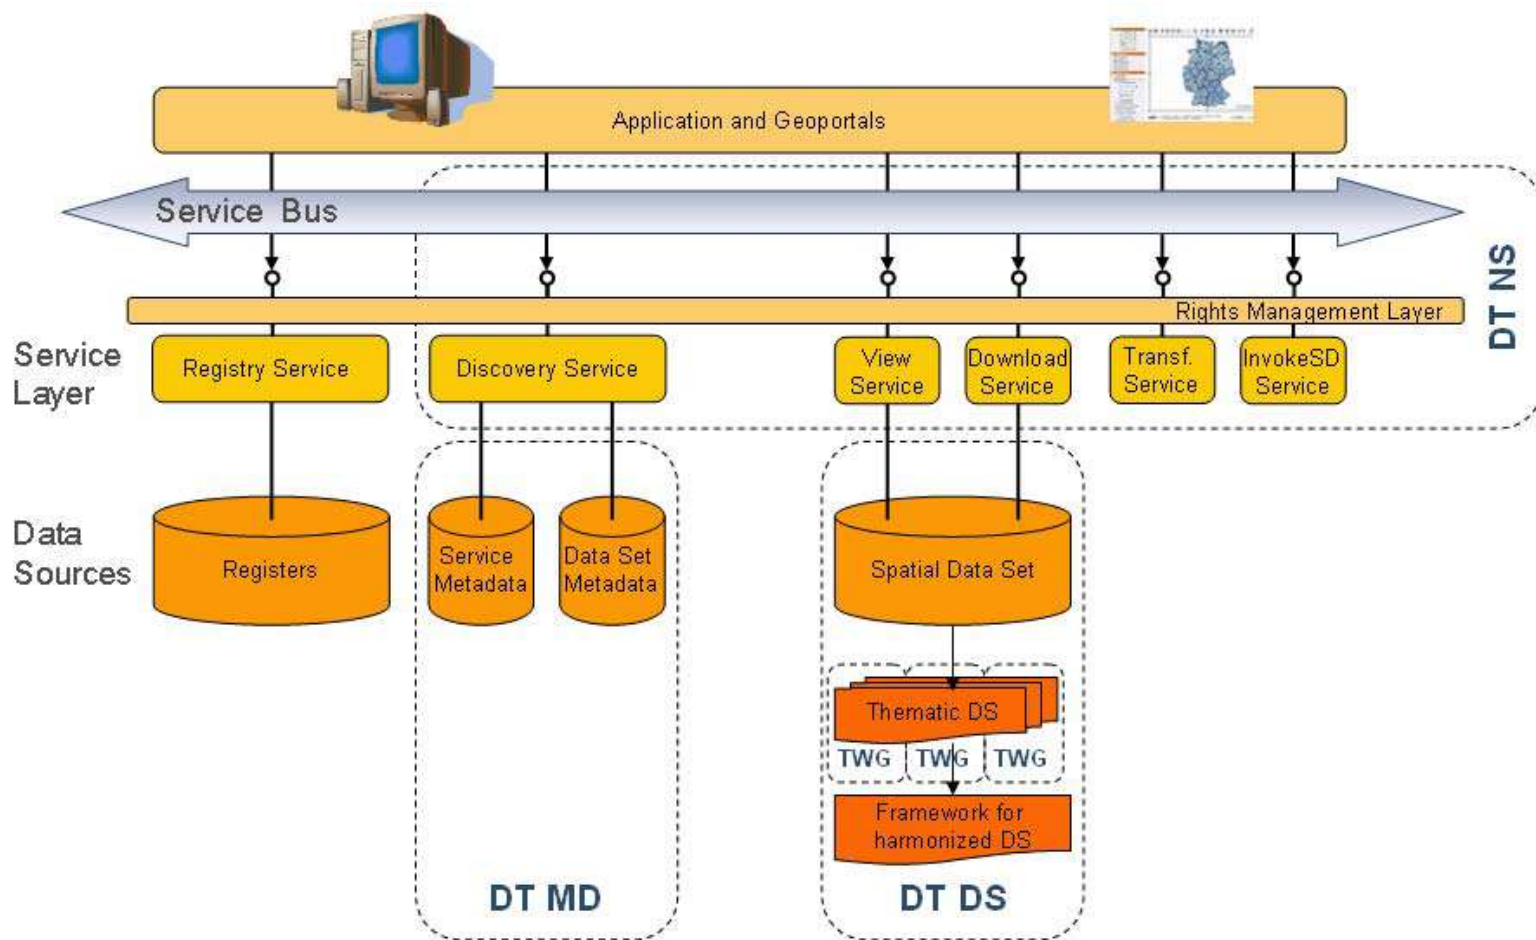 Application and Geoportals
Service Bus
DT NS
Rights Management Layer
Service
Layer
Registry Service
Discovery Service
View
Service
Download
Service
Transf.
Service
InvokeSD
Service
Data
Sources
Registers
Service
Metadata
Data Set
Metadata
Spatial Data Set
Thematic DS
TWG
TWG
TWG
Framework for
harmonized DS
DT MD
DT DS